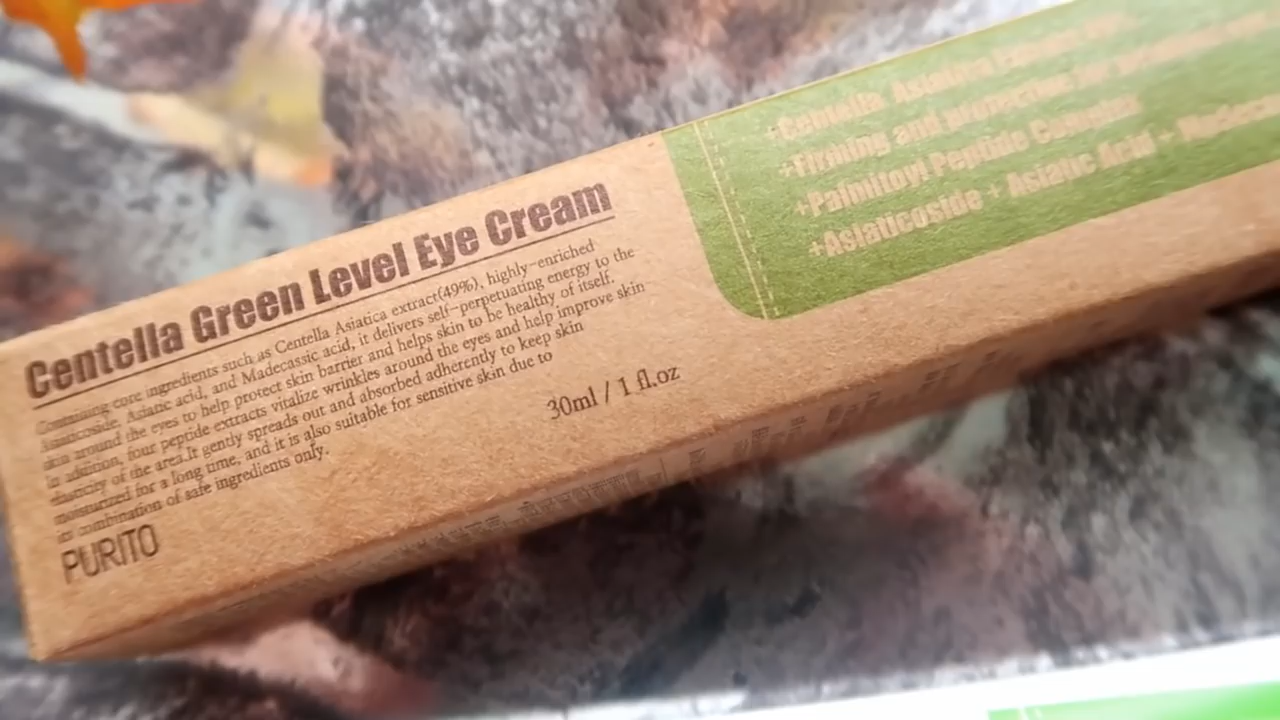 Centella Green Level Eye Cream
Containing core ingredients such as Centella Asiatica extract(49%), highly-enriched
Asiaticoside, Asiatic acid, and Madecassic acid, it delivers self-perpetuating energy to the
skin around the eyes to help protect skin barrier and helps skin to be healthy of itself.
In addition, four peptide extracts vitalize wrinkles around the eyes and help improve skin
elasticity of the area.It gently spreads out and absorbed adherently to keep skin
moisturized for a long time, and it is also suitable for sensitive skin due to
its combination of safe ingredients only.
30ml / 1 fl.oz
PURITO
+Centella Asiatica
+Firming and
+Palmitoyl Peptide Complex
+Asiaticoside + Asiatic Acid +